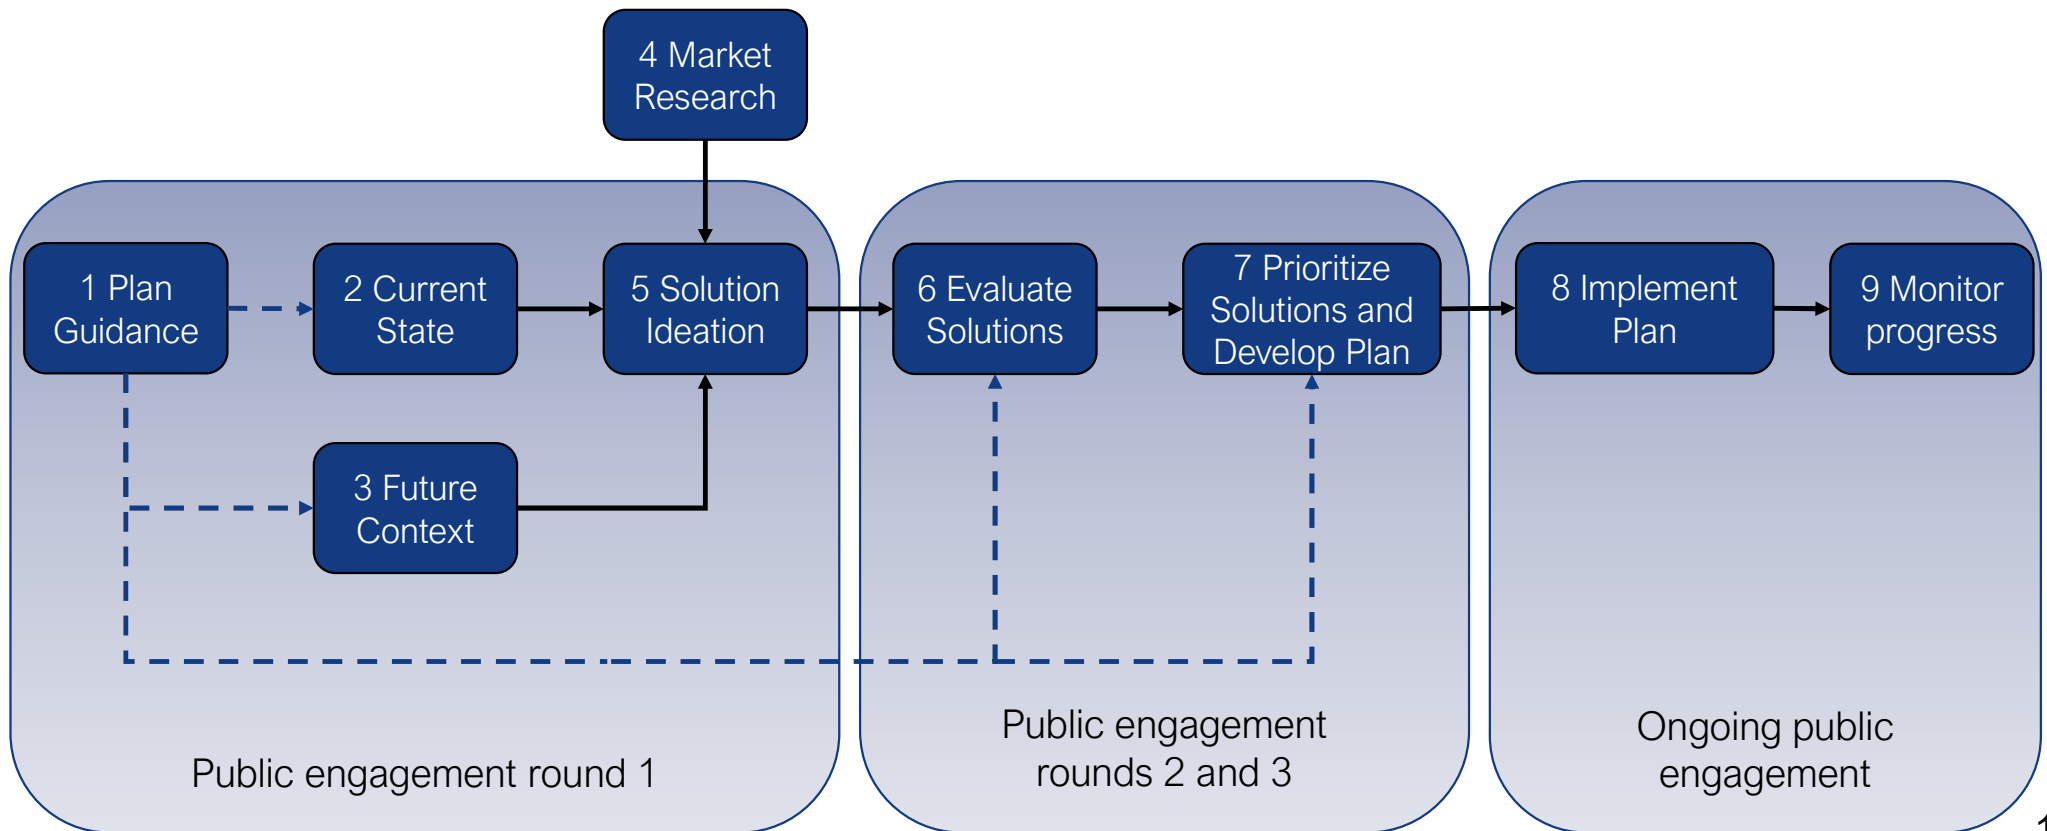 4 Market
Research
1 Plan
Guidance
2 Current
State
5 Solution
Ideation
6 Evaluate
Solutions
7 Prioritize
Solutions and
Develop Plan
8 Implement
Plan
9 Monitor
progress
3 Future
Context
Public engagement round 1
Public engagement
rounds 2 and 3
Ongoing public
engagement